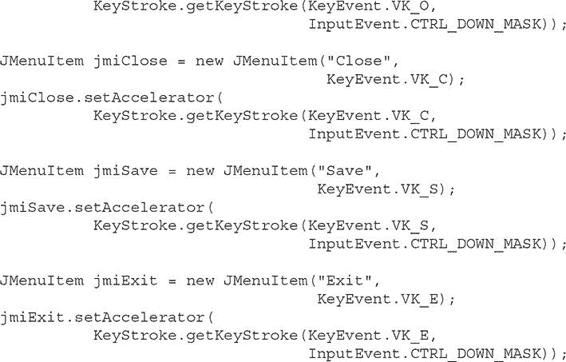 KeyStroke.getKeyStroke(KeyEvent.VK_O,
InputEvent.CTRL_DOWN_MASK));
JMenuItem jmiClose = new JMenuItem("Close",
KeyEvent.VK_C);
jmiClose.setAccelerator(
KeyStroke.getKeyStroke(KeyEvent.VK_C,
InputEvent.CTRL_DOWN_MASK));
JMenuItem jmiSave = new JMenuItem("Save",
KeyEvent.VK_S);
jmiSave.setAccelerator(
KeyStroke.getKeyStroke(KeyEvent.VK_S,
InputEvent.CTRL_DOWN_MASK));
JMenuItem jmiExit = new JMenuItem("Exit",
KeyEvent.VK_E);
jmiExit.setAccelerator(
KeyStroke.getKeyStroke(KeyEvent.VK_E,
InputEvent.CTRL_DOWN_MASK));